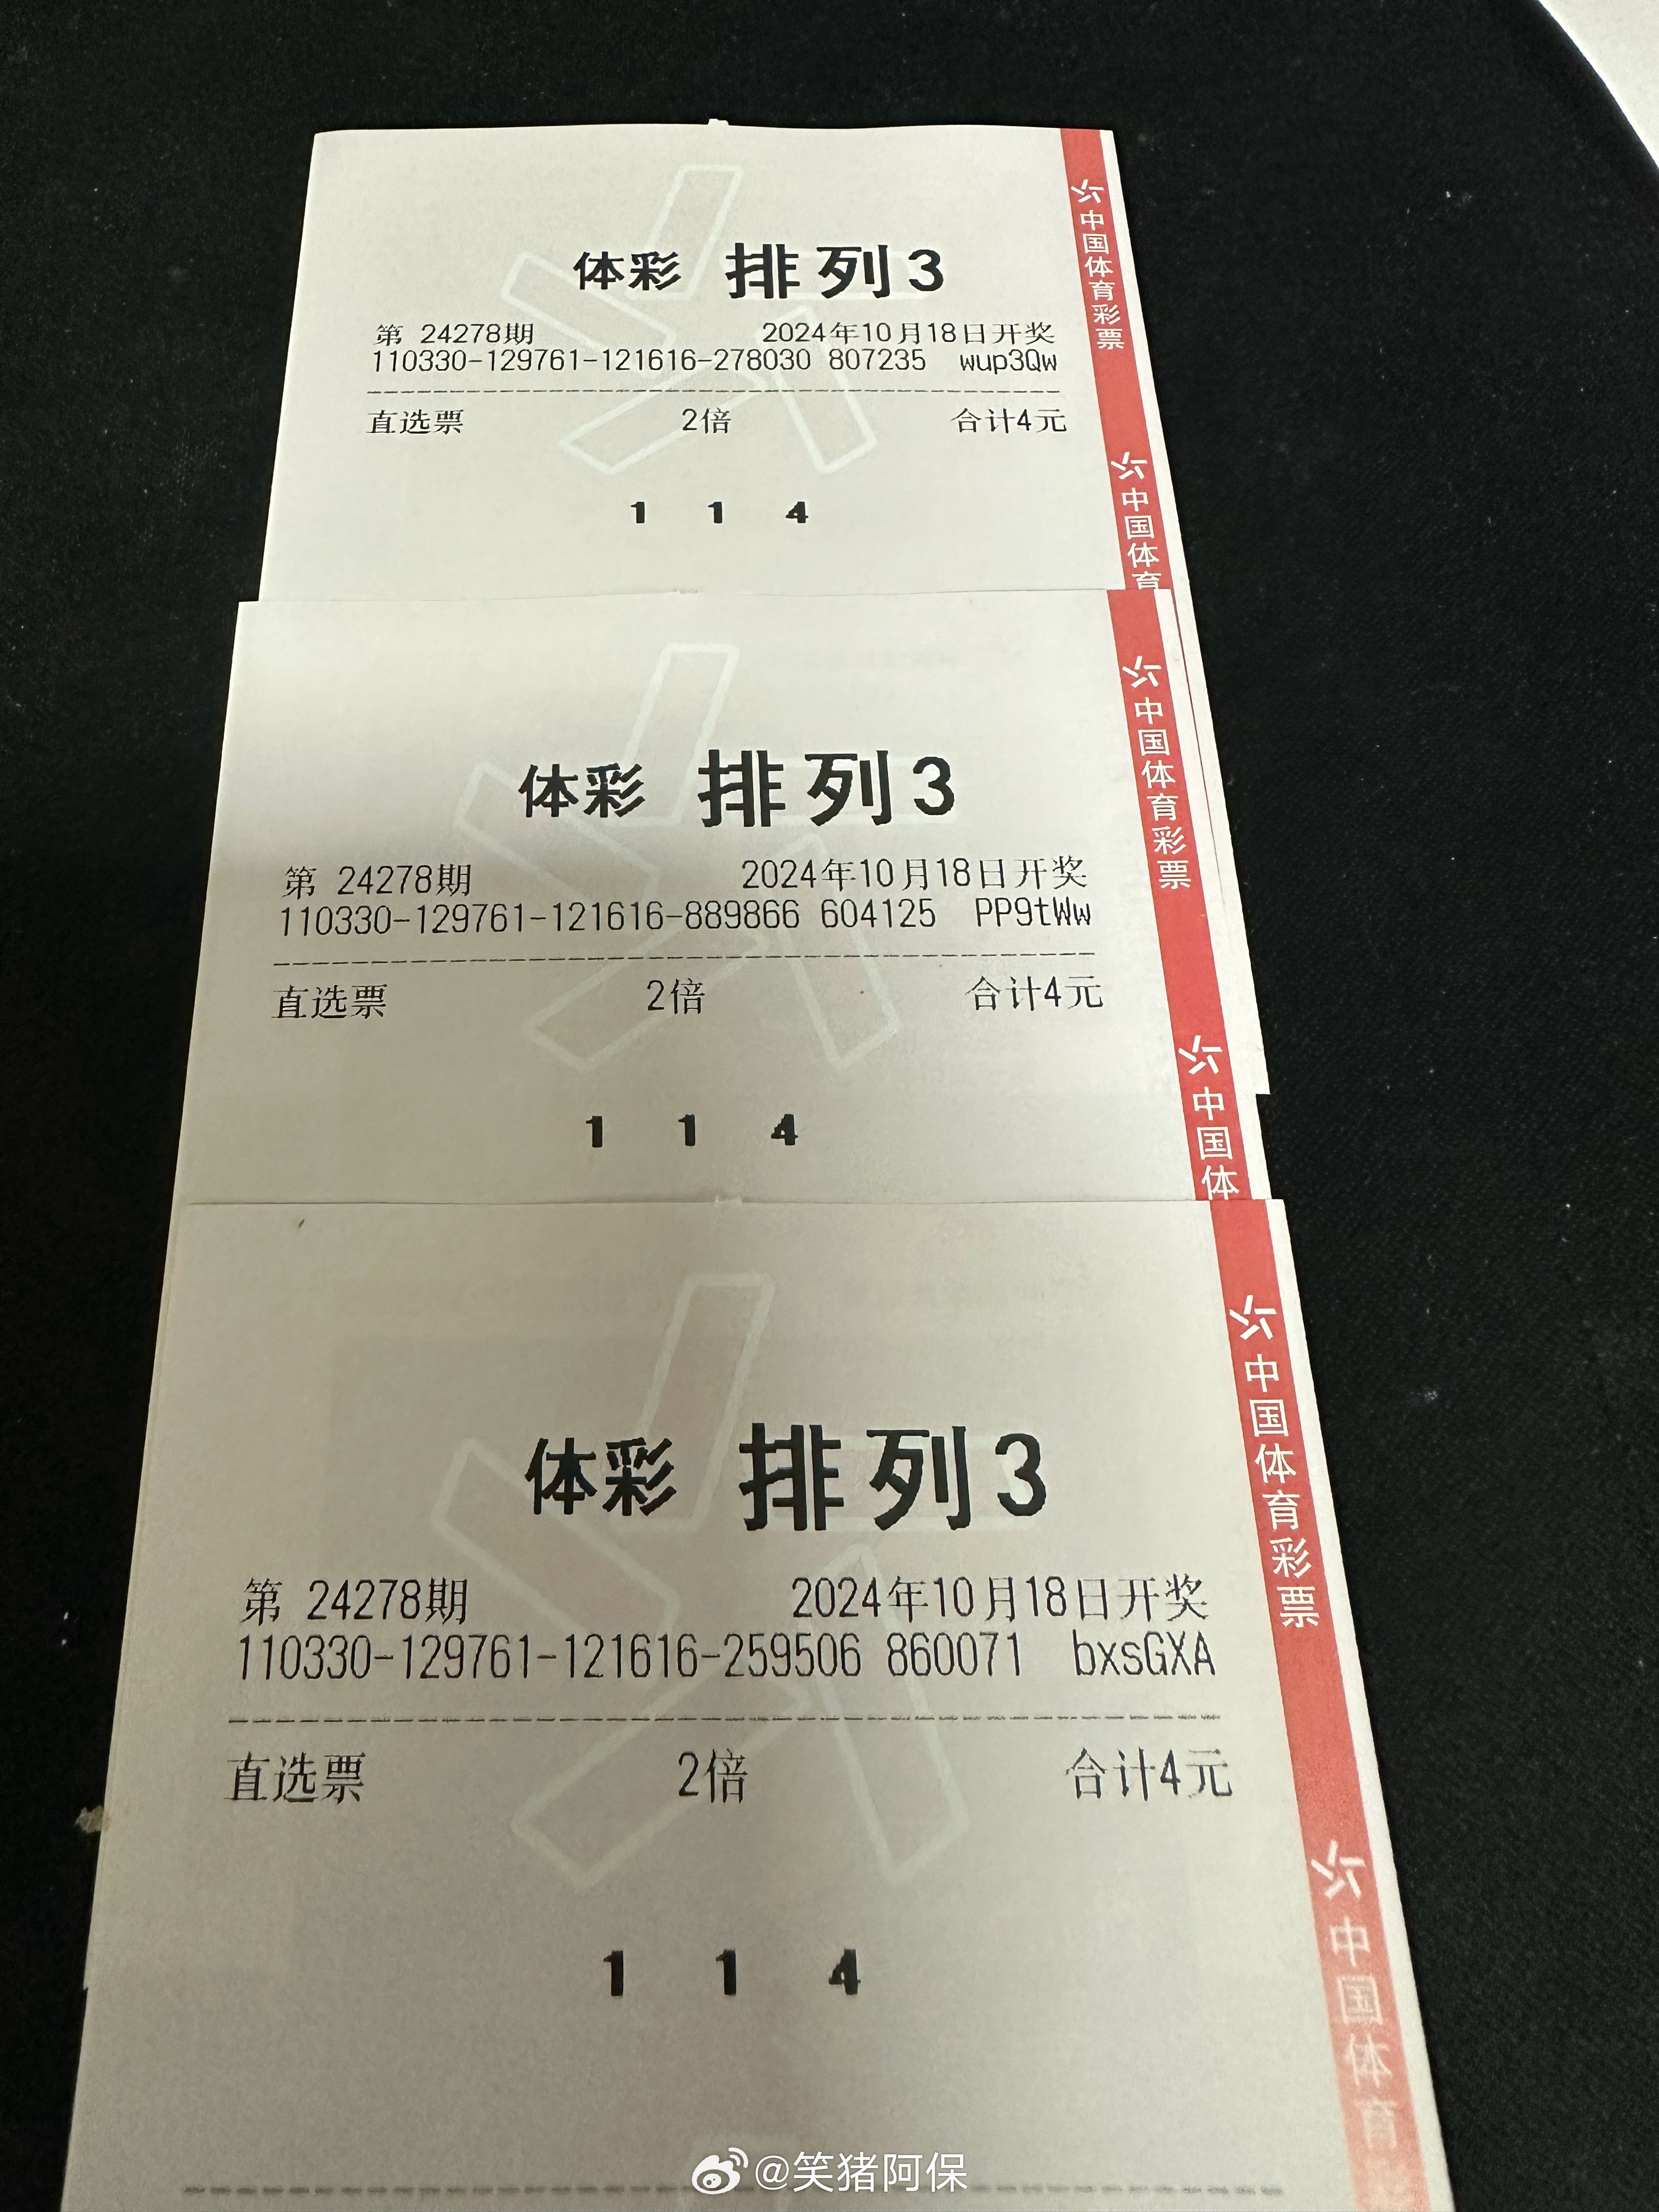 体彩 排列3
第 24278期 2024年10月18日开奖
110330-129761-121616-278030 807235 wup3Qw
直选票 2倍 合计4元
1 1 4
中国体育彩票
中国体育
体彩 排列3
第 24278期 2024年10月18日开奖
110330-129761-121616-889866 604125 PP9tWw
直选票 2倍 合计4元
1 1 4
中国体育彩票
中国体
体彩 排列3
第 24278期 2024年10月18日开奖
110330-129761-121616-259506 860071 bxsGXA
直选票 2倍 合计4元
1 1 4
中国体育彩票
中国体育
@笑猪阿保